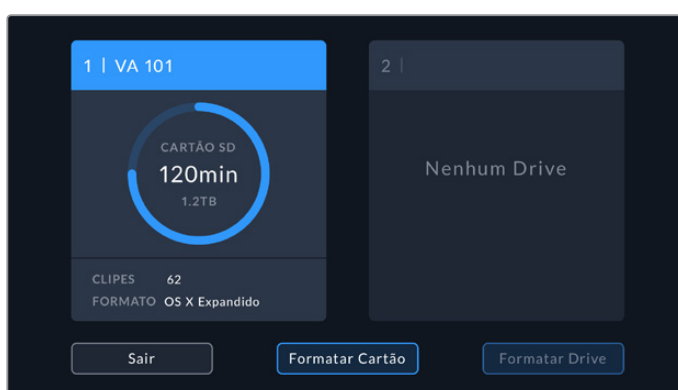 1 | VA 101
CARTÃO SD
120min
1.2TB
CLIPES 62
FORMATO OS X Expandido
2 |
Nenhum Drive
Sair
Formatar Cartão
Formatar Drive